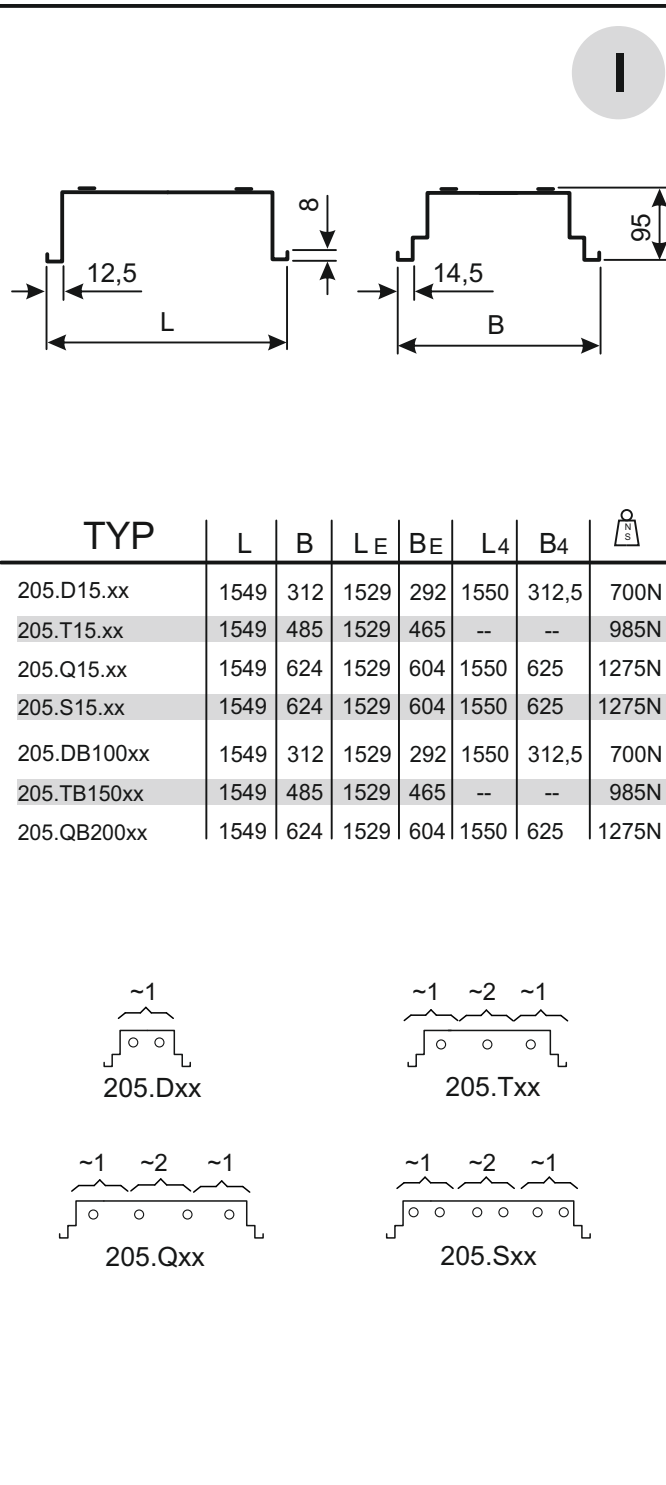 I
8
95
12,5
14,5
L
B
TYP L B LE BE L4 B4 N S
205.D15.xx 1549 312 1529 292 1550 312,5 700N
205.T15.xx 1549 485 1529 465 -- -- 985N
205.Q15.xx 1549 624 1529 604 1550 625 1275N
205.S15.xx 1549 624 1529 604 1550 625 1275N
205.DB100xx 1549 312 1529 292 1550 312,5 700N
205.TB150xx 1549 485 1529 465 -- -- 985N
205.QB200xx 1549 624 1529 604 1550 625 1275N
~1
205.Dxx
~1 ~2 ~1
205.Txx
~1 ~2 ~1
205.Qxx
~1 ~2 ~1
205.Sxx